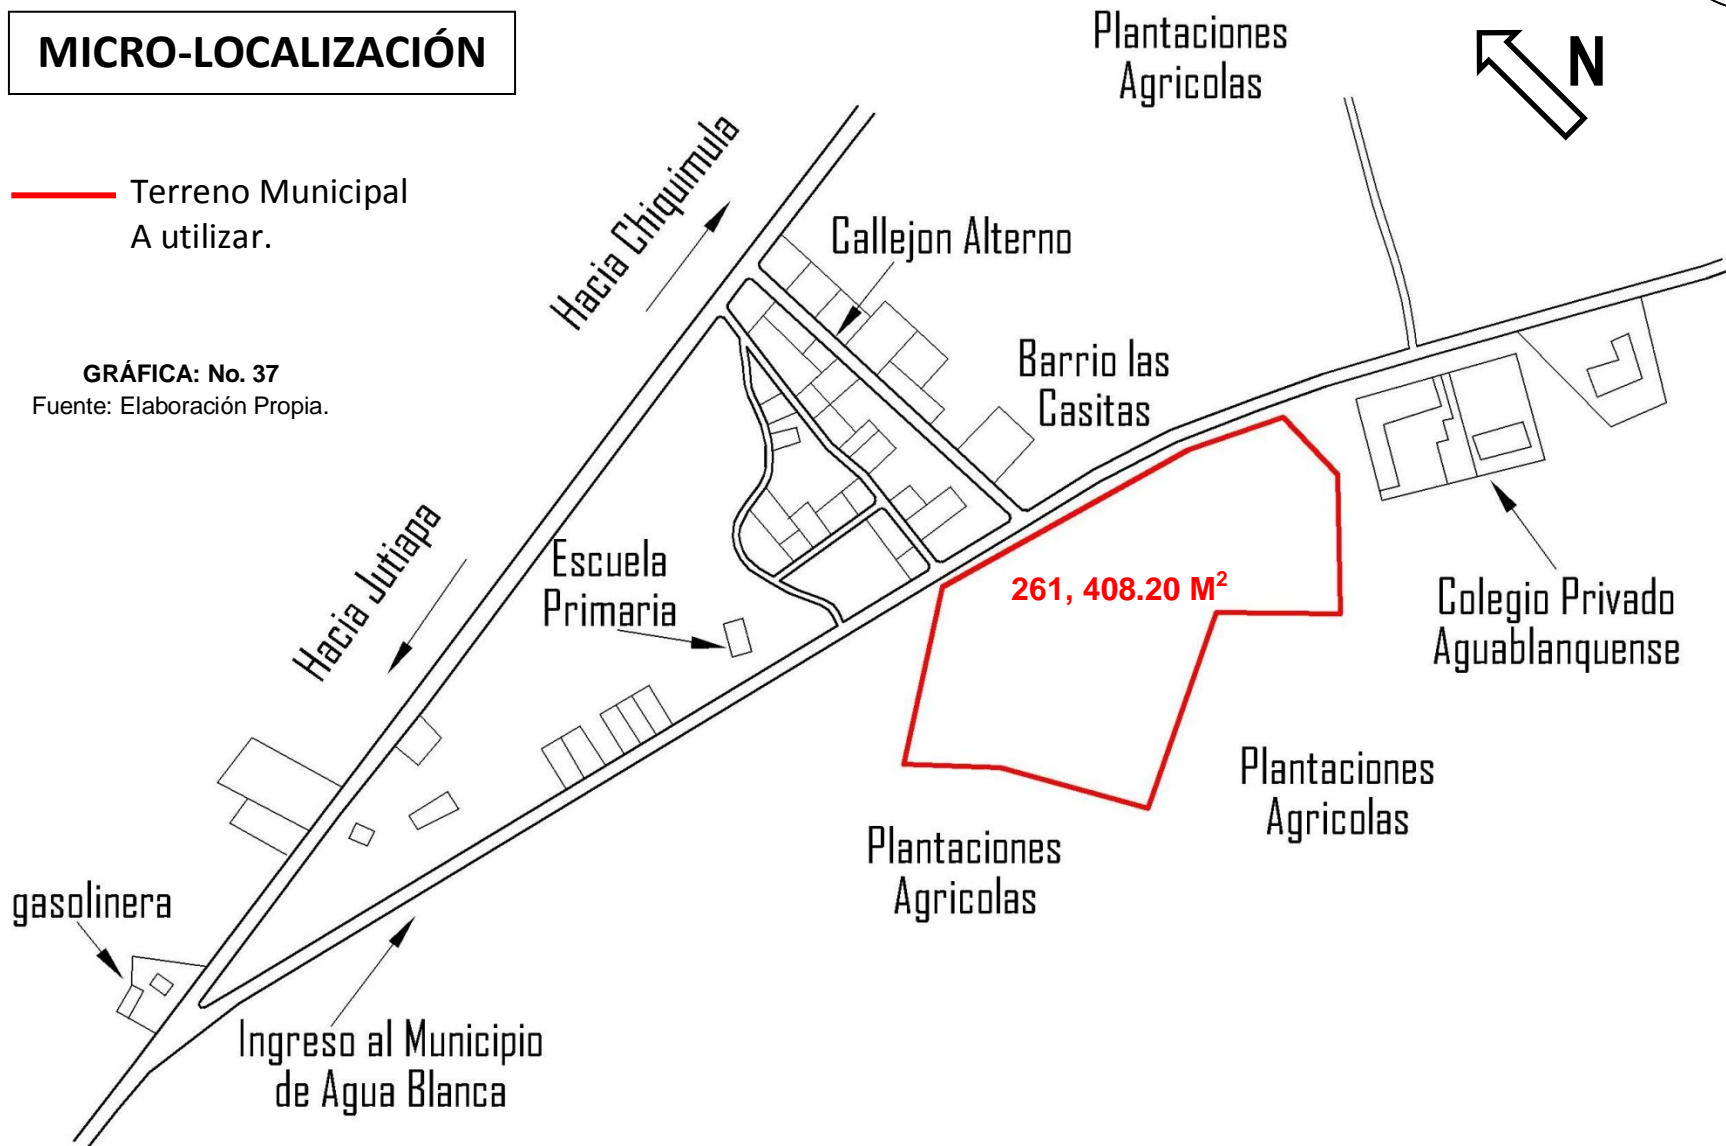 MICRO-LOCALIZACIÓN
Plantaciones
Agricolas
N
Terreno Municipal
A utilizar.
Hacia Chiquimula
Callejon Alterno
GRÁFICA: No. 37
Fuente: Elaboración Propia.
Barrio las
Casitas
Hacia Jutiapa
Escuela
Primaria
261, 408.20 M²
Colegio Privado
Aguablanquense
Plantaciones
Agricolas
Plantaciones
Agricolas
gasolinera
Ingreso al Municipio
de Agua Blanca